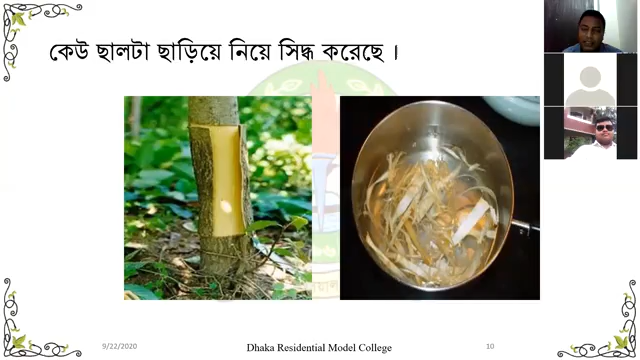 কেউ ছালটা ছাড়িয়ে নিয়ে সিদ্ধ করেছে ।
9/22/2020
Dhaka Residential Model College
10